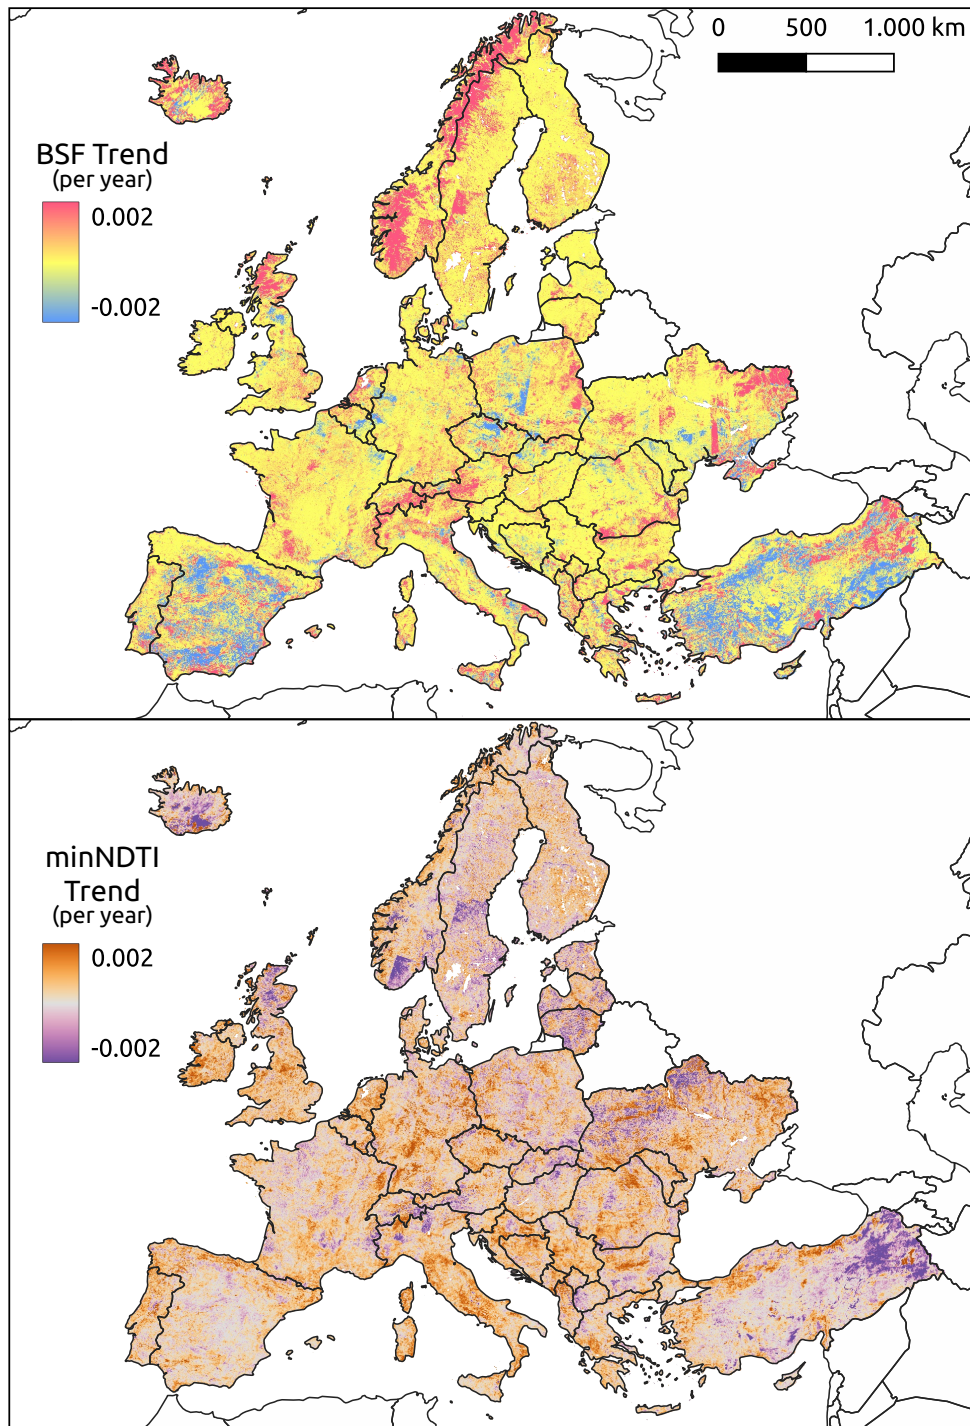 0 500 1.000 km
BSF Trend
(per year)
0.002
-0.002
minNDTI
Trend
(per year)
0.002
-0.002